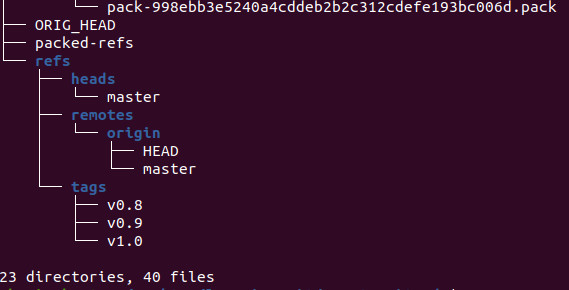 pack-998ebb3e5240a4cddeb2b2c312cdefe193bc006d.pack
ORIG_HEAD
packed-refs
refs
heads
master
remotes
origin
HEAD
master
tags
v0.8
v0.9
v1.0
23 directories, 40 files